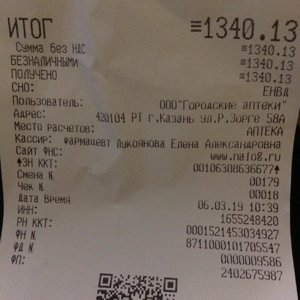 ИТОГ ≡1340.13
Сумма без НДС ≡1340.13
БЕЗНАЛИЧНЫМИ ≡1340.13
ПОЛУЧЕНО ≡1340.13
СНО: ЕНВД
Пользователь: ООО"Городские аптеки"
Адрес: 420104 РТ г.Казань ул.Р.Зорге 58А
Место расчетов: АПТЕКА
Кассир: фармацевт Лукоянова Елена Александровна
Сайт ФНС: www.nalog.ru
ЗН ККТ: 00106308636677
Смена N 00179
Чек N 00018
Дата Время 06.03.19 10:39
ИНН: 1655248420
РН ККТ: 0001521453034927
ФН N 8711000101705547
ФД N 0000009586
ФП: 2402675987